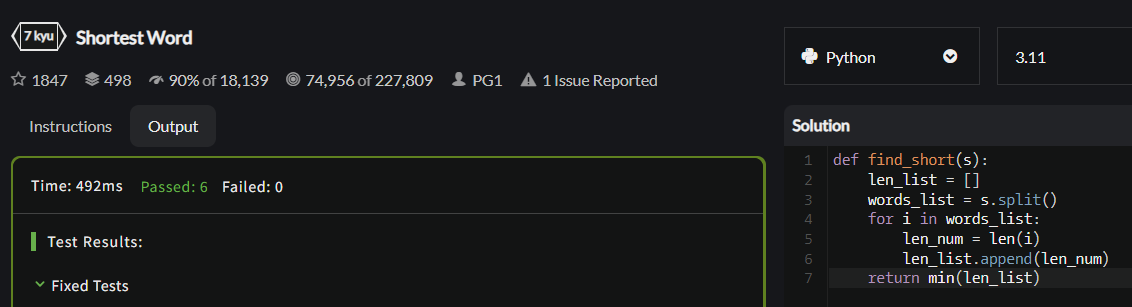 7 kyu Shortest Word
1847 498 90% of 18,139 74,956 of 227,809 PG1 1 Issue Reported
Instructions Output
Time: 492ms Passed: 6 Failed: 0
Test Results:
Fixed Tests
Python 3.11
Solution
1 def find_short(s):
2 len_list = []
3 words_list = s.split()
4 for i in words_list:
5 len_num = len(i)
6 len_list.append(len_num)
7 return min(len_list)